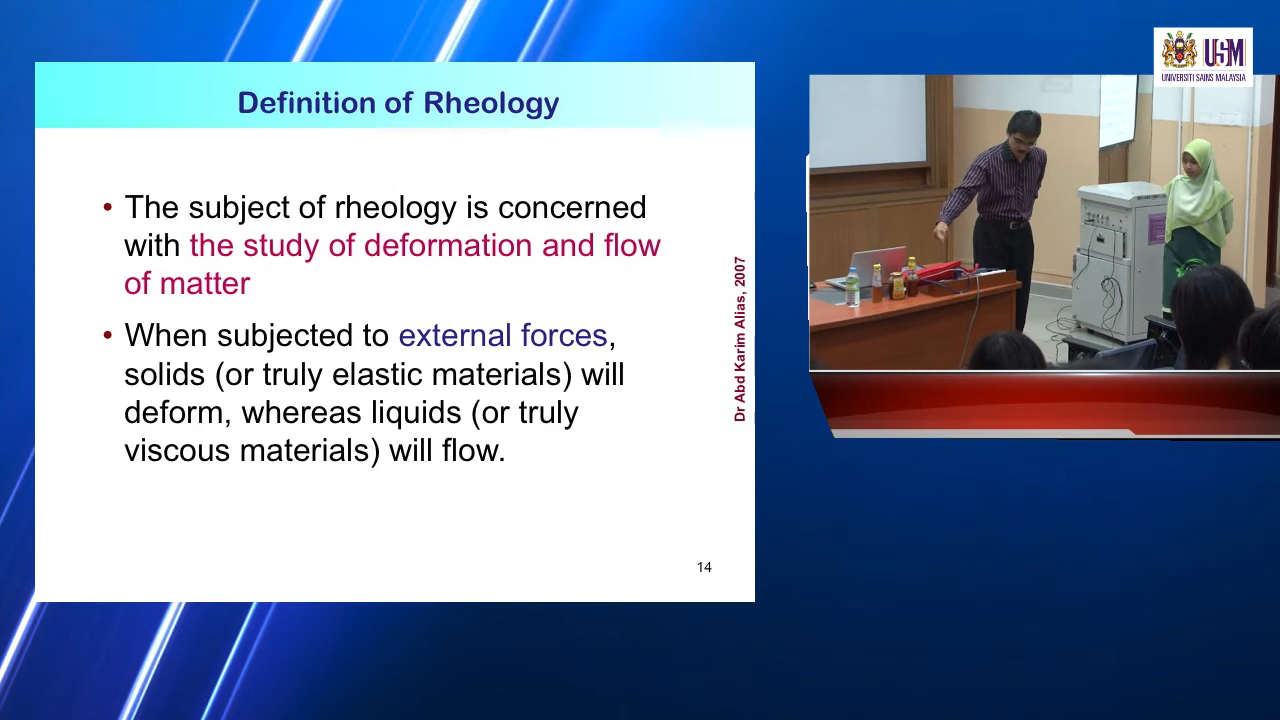 Definition of Rheology
• The subject of rheology is concerned
with the study of deformation and flow
of matter
• When subjected to external forces,
solids (or truly elastic materials) will
deform, whereas liquids (or truly
viscous materials) will flow.
Dr Abd Karim Alias, 2007
14
USM
UNIVERSITI SAINS MALAYSIA